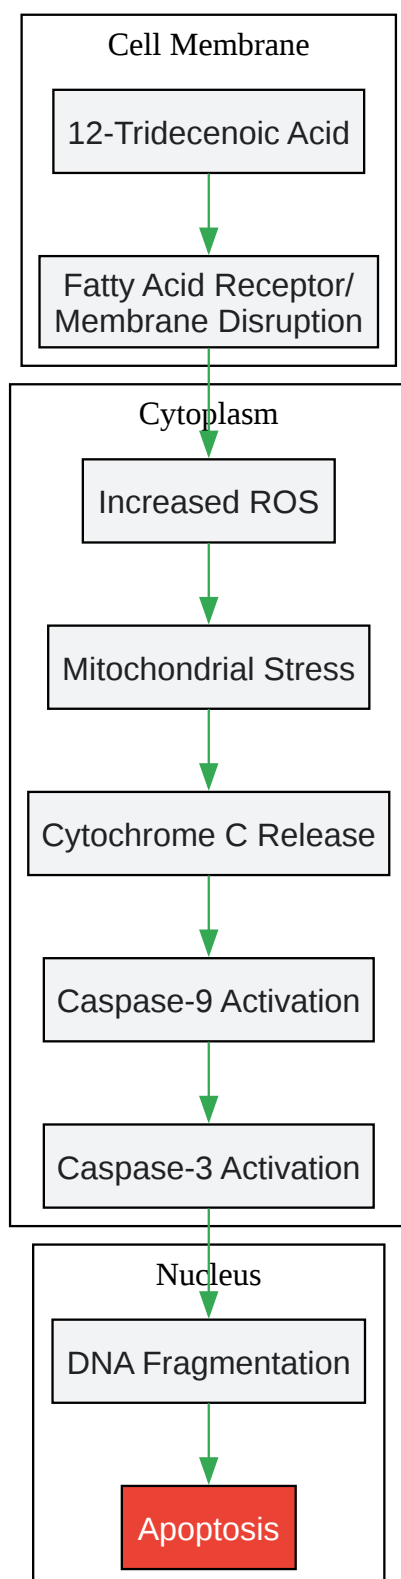 Cell Membrane
12-Tridecenoic Acid
Fatty Acid Receptor/
Membrane Disruption
Cytoplasm
Increased ROS
Mitochondrial Stress
Cytochrome C Release
Caspase-9 Activation
Caspase-3 Activation
Nucleus
DNA Fragmentation
Apoptosis